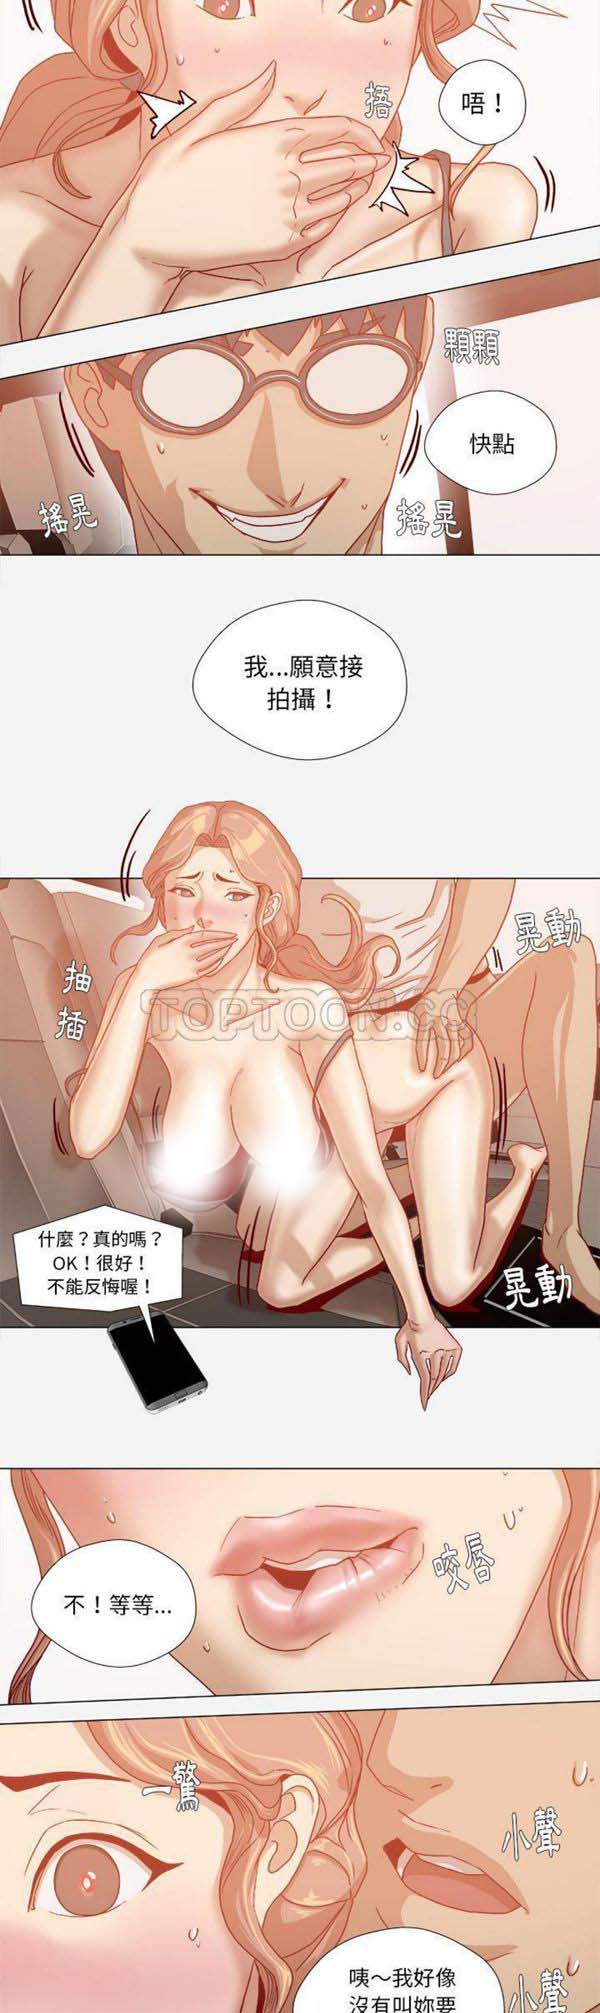 唔！
捂
顆顆
快點
搖晃
搖晃
我...願意接
拍攝！
晃動
抽
插
TOPTOON.CO
什麼？真的嗎？
OK！很好！
不能反悔喔！
晃動
咬唇
不！等等...
一驚
小聲
咦～我好像
沒有叫妳要
小聲